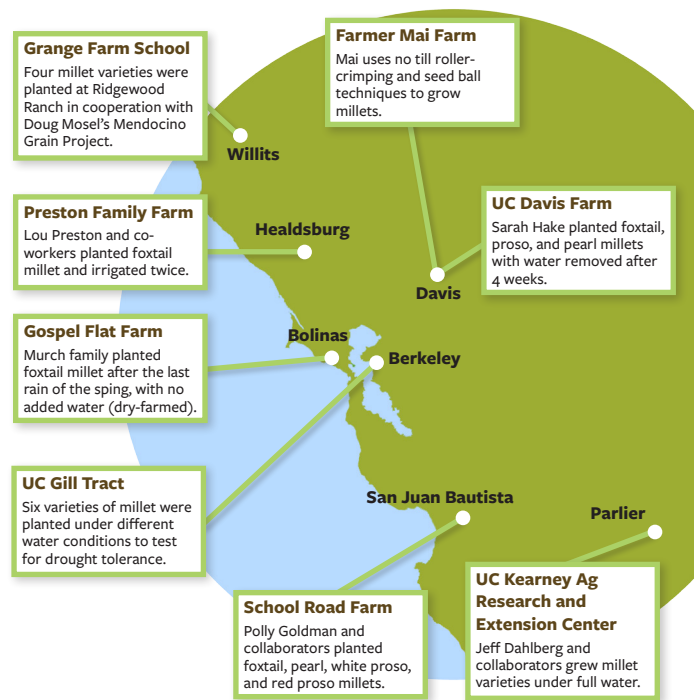 Grange Farm School
Four millet varieties were
planted at Ridgewood
Ranch in cooperation with
Doug Mosel's Mendocino
Grain Project.
Farmer Mai Farm
Mai uses no till roller-
crimping and seed ball
techniques to grow
millets.
Willits
Preston Family Farm
Lou Preston and co-
workers planted foxtail
millet and irrigated twice.
Healdsburg
UC Davis Farm
Sarah Hake planted foxtail,
proso, and pearl millets
with water removed after
4 weeks.
Davis
Gospel Flat Farm
Murch family planted
foxtail millet after the last
rain of the sping, with no
added water (dry-farmed).
Bolinas
Berkeley
UC Gill Tract
Six varieties of millet were
planted under different
water conditions to test
for drought tolerance.
San Juan Bautista
Parlier
School Road Farm
Polly Goldman and
collaborators planted
foxtail, pearl, white proso,
and red proso millets.
UC Kearney Ag
Research and
Extension Center
Jeff Dahlberg and
collaborators grew millet
varieties under full water.